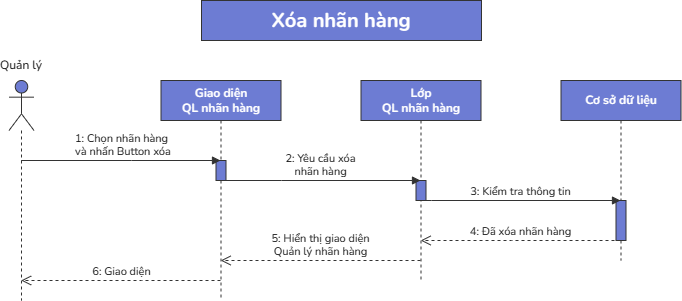 Xóa nhãn hàng
Quản lý
Giao diện
QL nhãn hàng
Lớp
QL nhãn hàng
Cơ sở dữ liệu
1: Chọn nhãn hàng
và nhấn Button xóa
2: Yêu cầu xóa
nhãn hàng
3: Kiểm tra thông tin
4: Đã xóa nhãn hàng
5: Hiển thị giao diện
Quản lý nhãn hàng
6: Giao diện